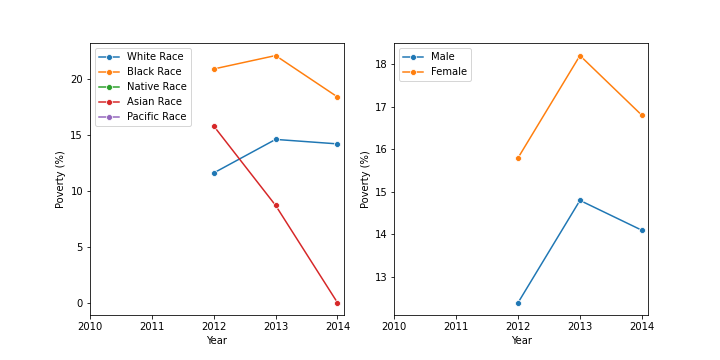 White Race
Black Race
Native Race
Asian Race
Pacific Race
20
15
10
5
0
Poverty (%)
2010 2011 2012 2013 2014
Year
Male
Female
18
17
16
15
14
13
Poverty (%)
2010 2011 2012 2013 2014
Year